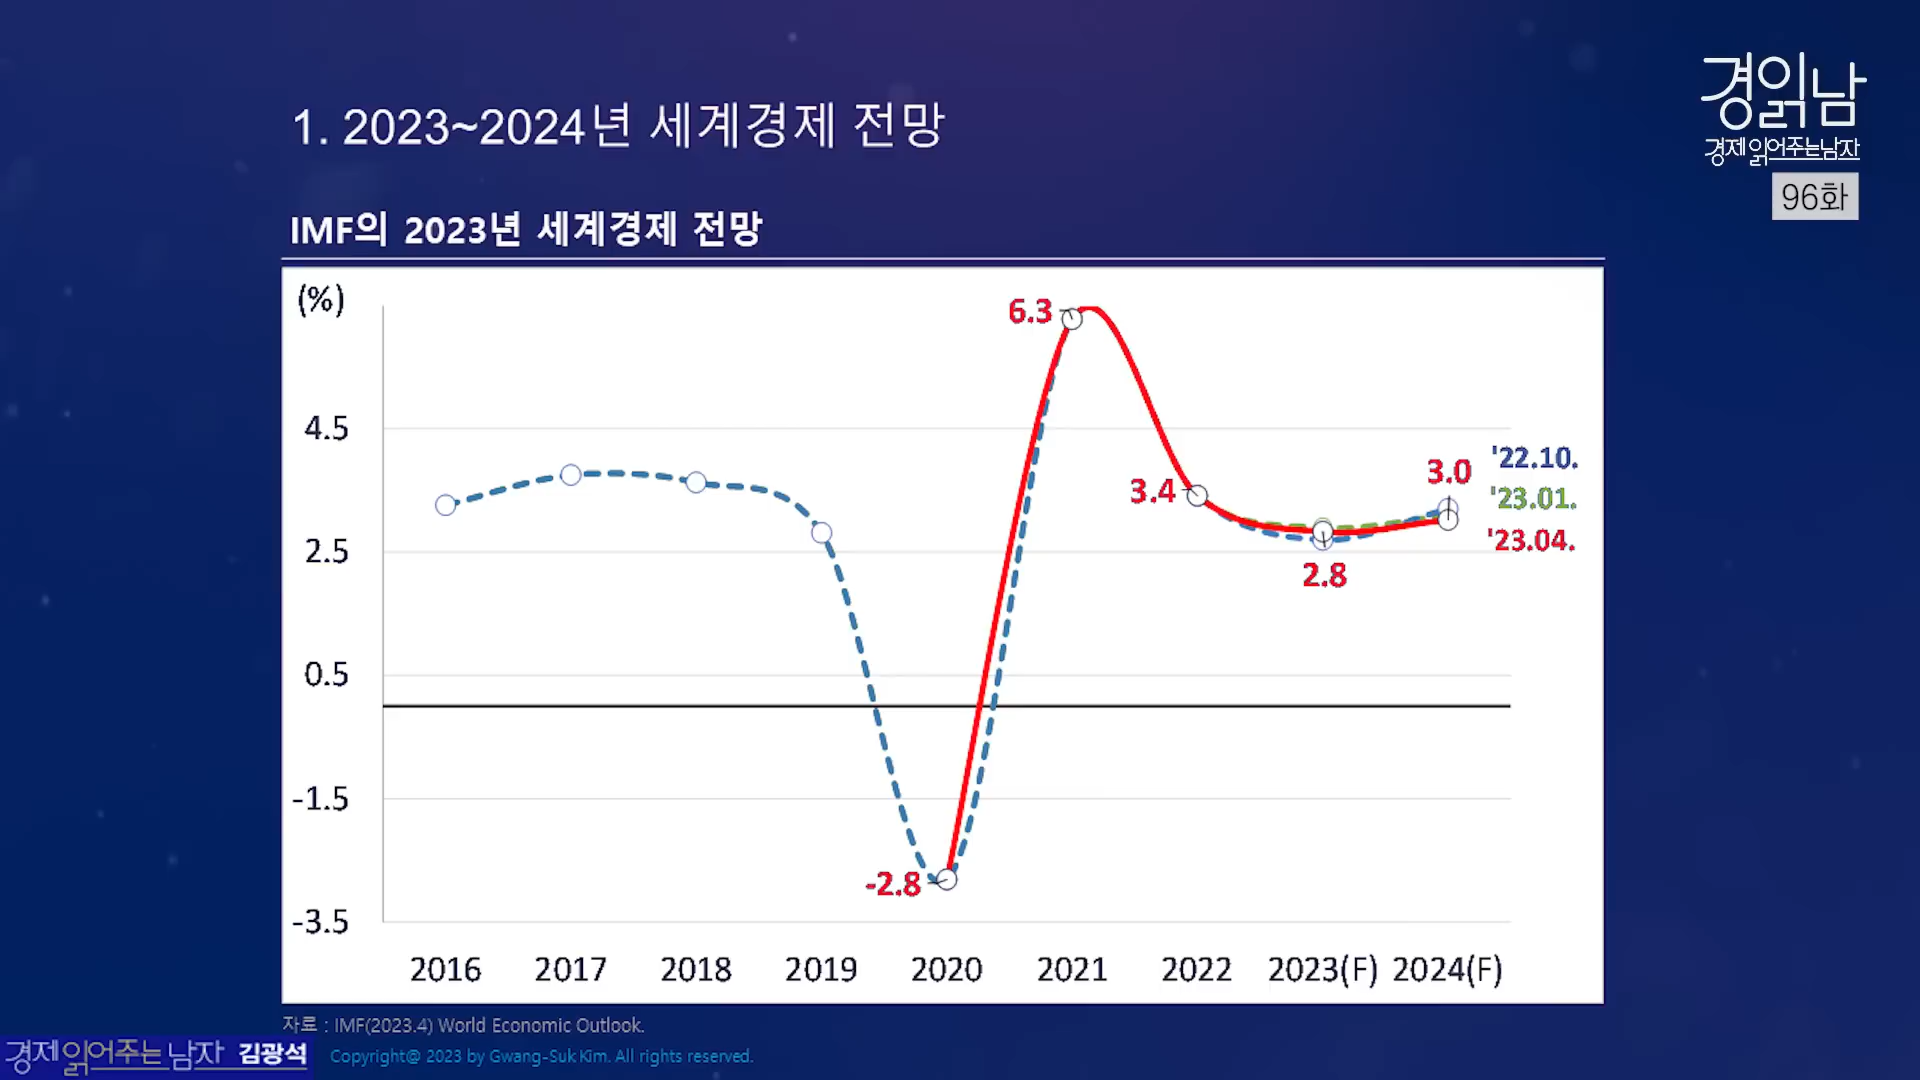 경읽남
경제 읽어주는남자
96화
1. 2023~2024년 세계경제 전망
IMF의 2023년 세계경제 전망
(%)
4.5
2.5
0.5
-1.5
-3.5
6.3
3.4
2.8
3.0
-2.8
'22.10.
'23.01.
'23.04.
2016 2017 2018 2019 2020 2021 2022 2023(F) 2024(F)
자료 : IMF(2023.4) World Economic Outlook.
경제읽어주는남자 김광석
Copyright@ 2023 by Gwang-Suk Kim. All rights reserved.